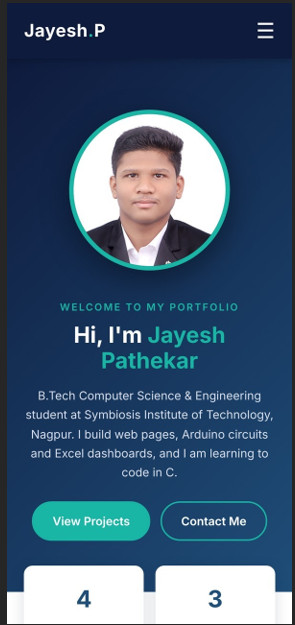 Jayesh.P
WELCOME TO MY PORTFOLIO
Hi, I'm Jayesh
Pathekar
B.Tech Computer Science & Engineering
student at Symbiosis Institute of Technology,
Nagpur. I build web pages, Arduino circuits
and Excel dashboards, and I am learning to
code in C.
View Projects
Contact Me
4
3